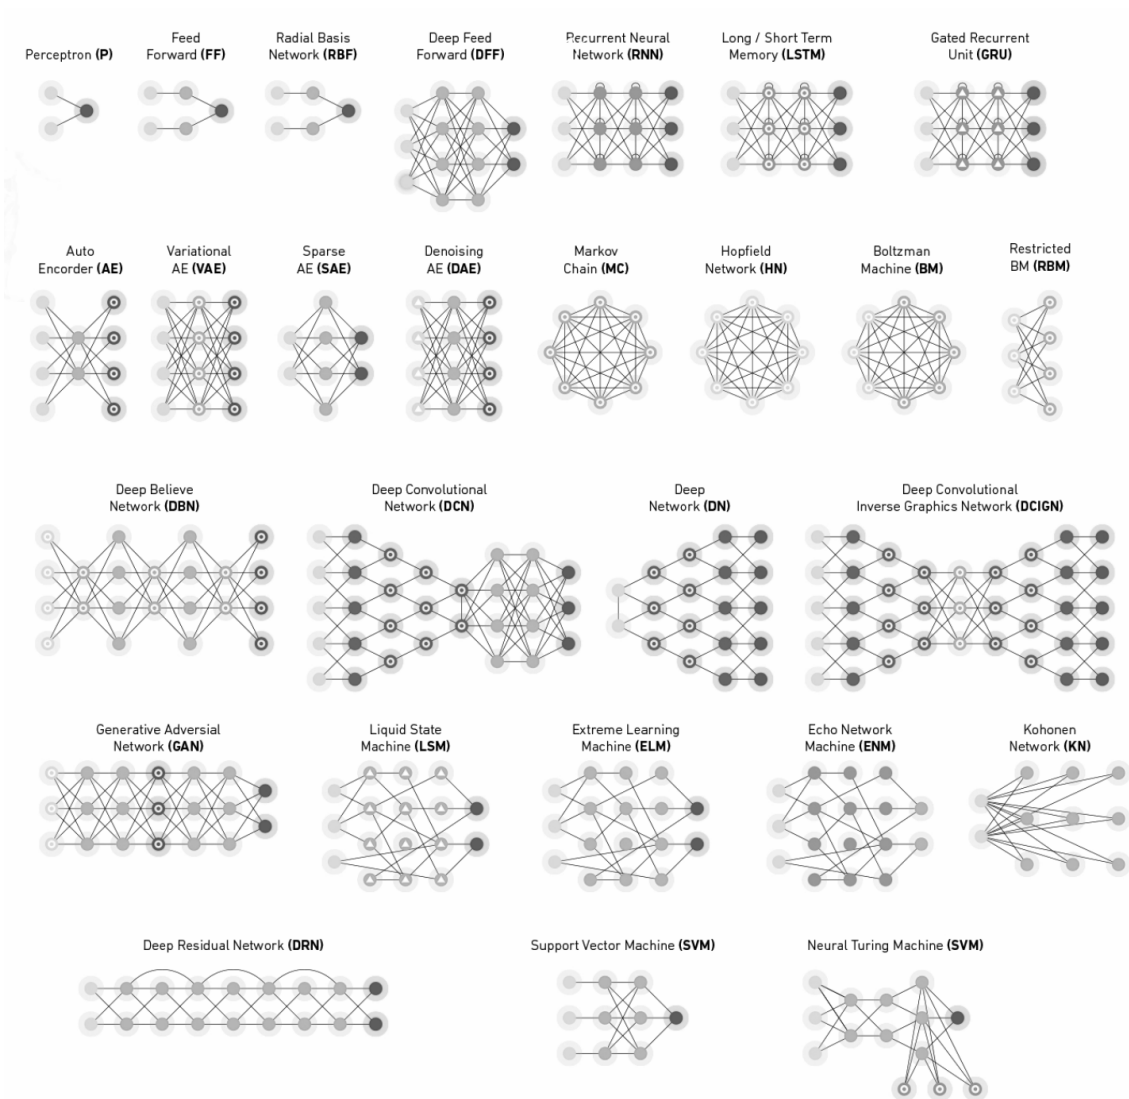 Perceptron (P)
Feed
Forward (FF)
Radial Basis
Network (RBF)
Deep Feed
Forward (DFF)
Recurrent Neural
Network (RNN)
Long / Short Term
Memory (LSTM)
Gated Recurrent
Unit (GRU)
Auto
Encorder (AE)
Variational
AE (VAE)
Sparse
AE (SAE)
Denoising
AE (DAE)
Markov
Chain (MC)
Hopfield
Network (HN)
Boltzman
Machine (BM)
Restricted
BM (RBM)
Deep Believe
Network (DBN)
Deep Convolutional
Network (DCN)
Deep
Network (DN)
Deep Convolutional
Inverse Graphics Network (DCIGN)
Generative Adversial
Network (GAN)
Liquid State
Machine (LSM)
Extreme Learning
Machine (ELM)
Echo Network
Machine (ENM)
Kohonen
Network (KN)
Deep Residual Network (DRN)
Support Vector Machine (SVM)
Neural Turing Machine (SVM)